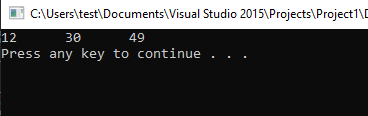 C:\Users\test\Documents\Visual Studio 2015\Projects\Project1\
12 30 49
Press any key to continue . . .